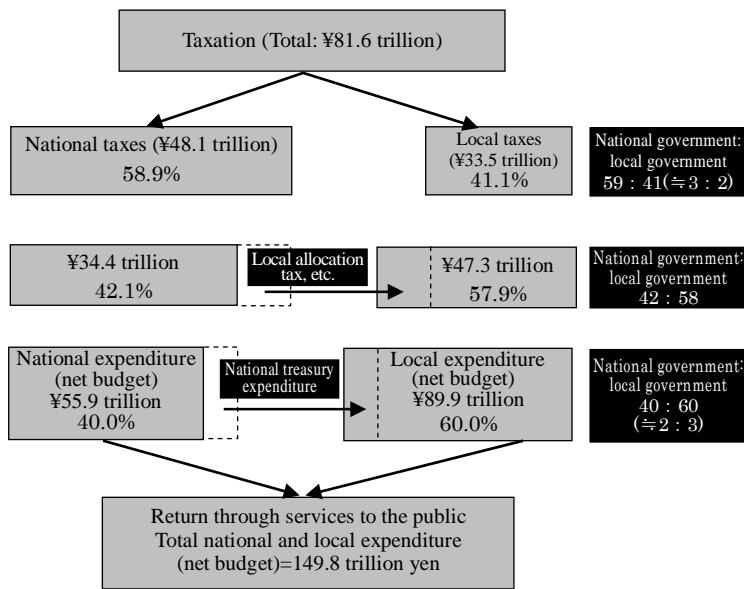 Taxation (Total: ¥81.6 trillion)
National taxes (¥48.1 trillion)
58.9%
Local taxes
(¥33.5 trillion)
41.1%
National government:
local government
59：41(≒3：2)
¥34.4 trillion
42.1%
Local allocation
tax, etc.
¥47.3 trillion
57.9%
National government:
local government
42：58
National expenditure
(net budget)
¥55.9 trillion
40.0%
National treasury
expenditure
Local expenditure
(net budget)
¥89.9 trillion
60.0%
National government:
local government
40：60
(≒2：3)
Return through services to the public
Total national and local expenditure
(net budget)=149.8 trillion yen